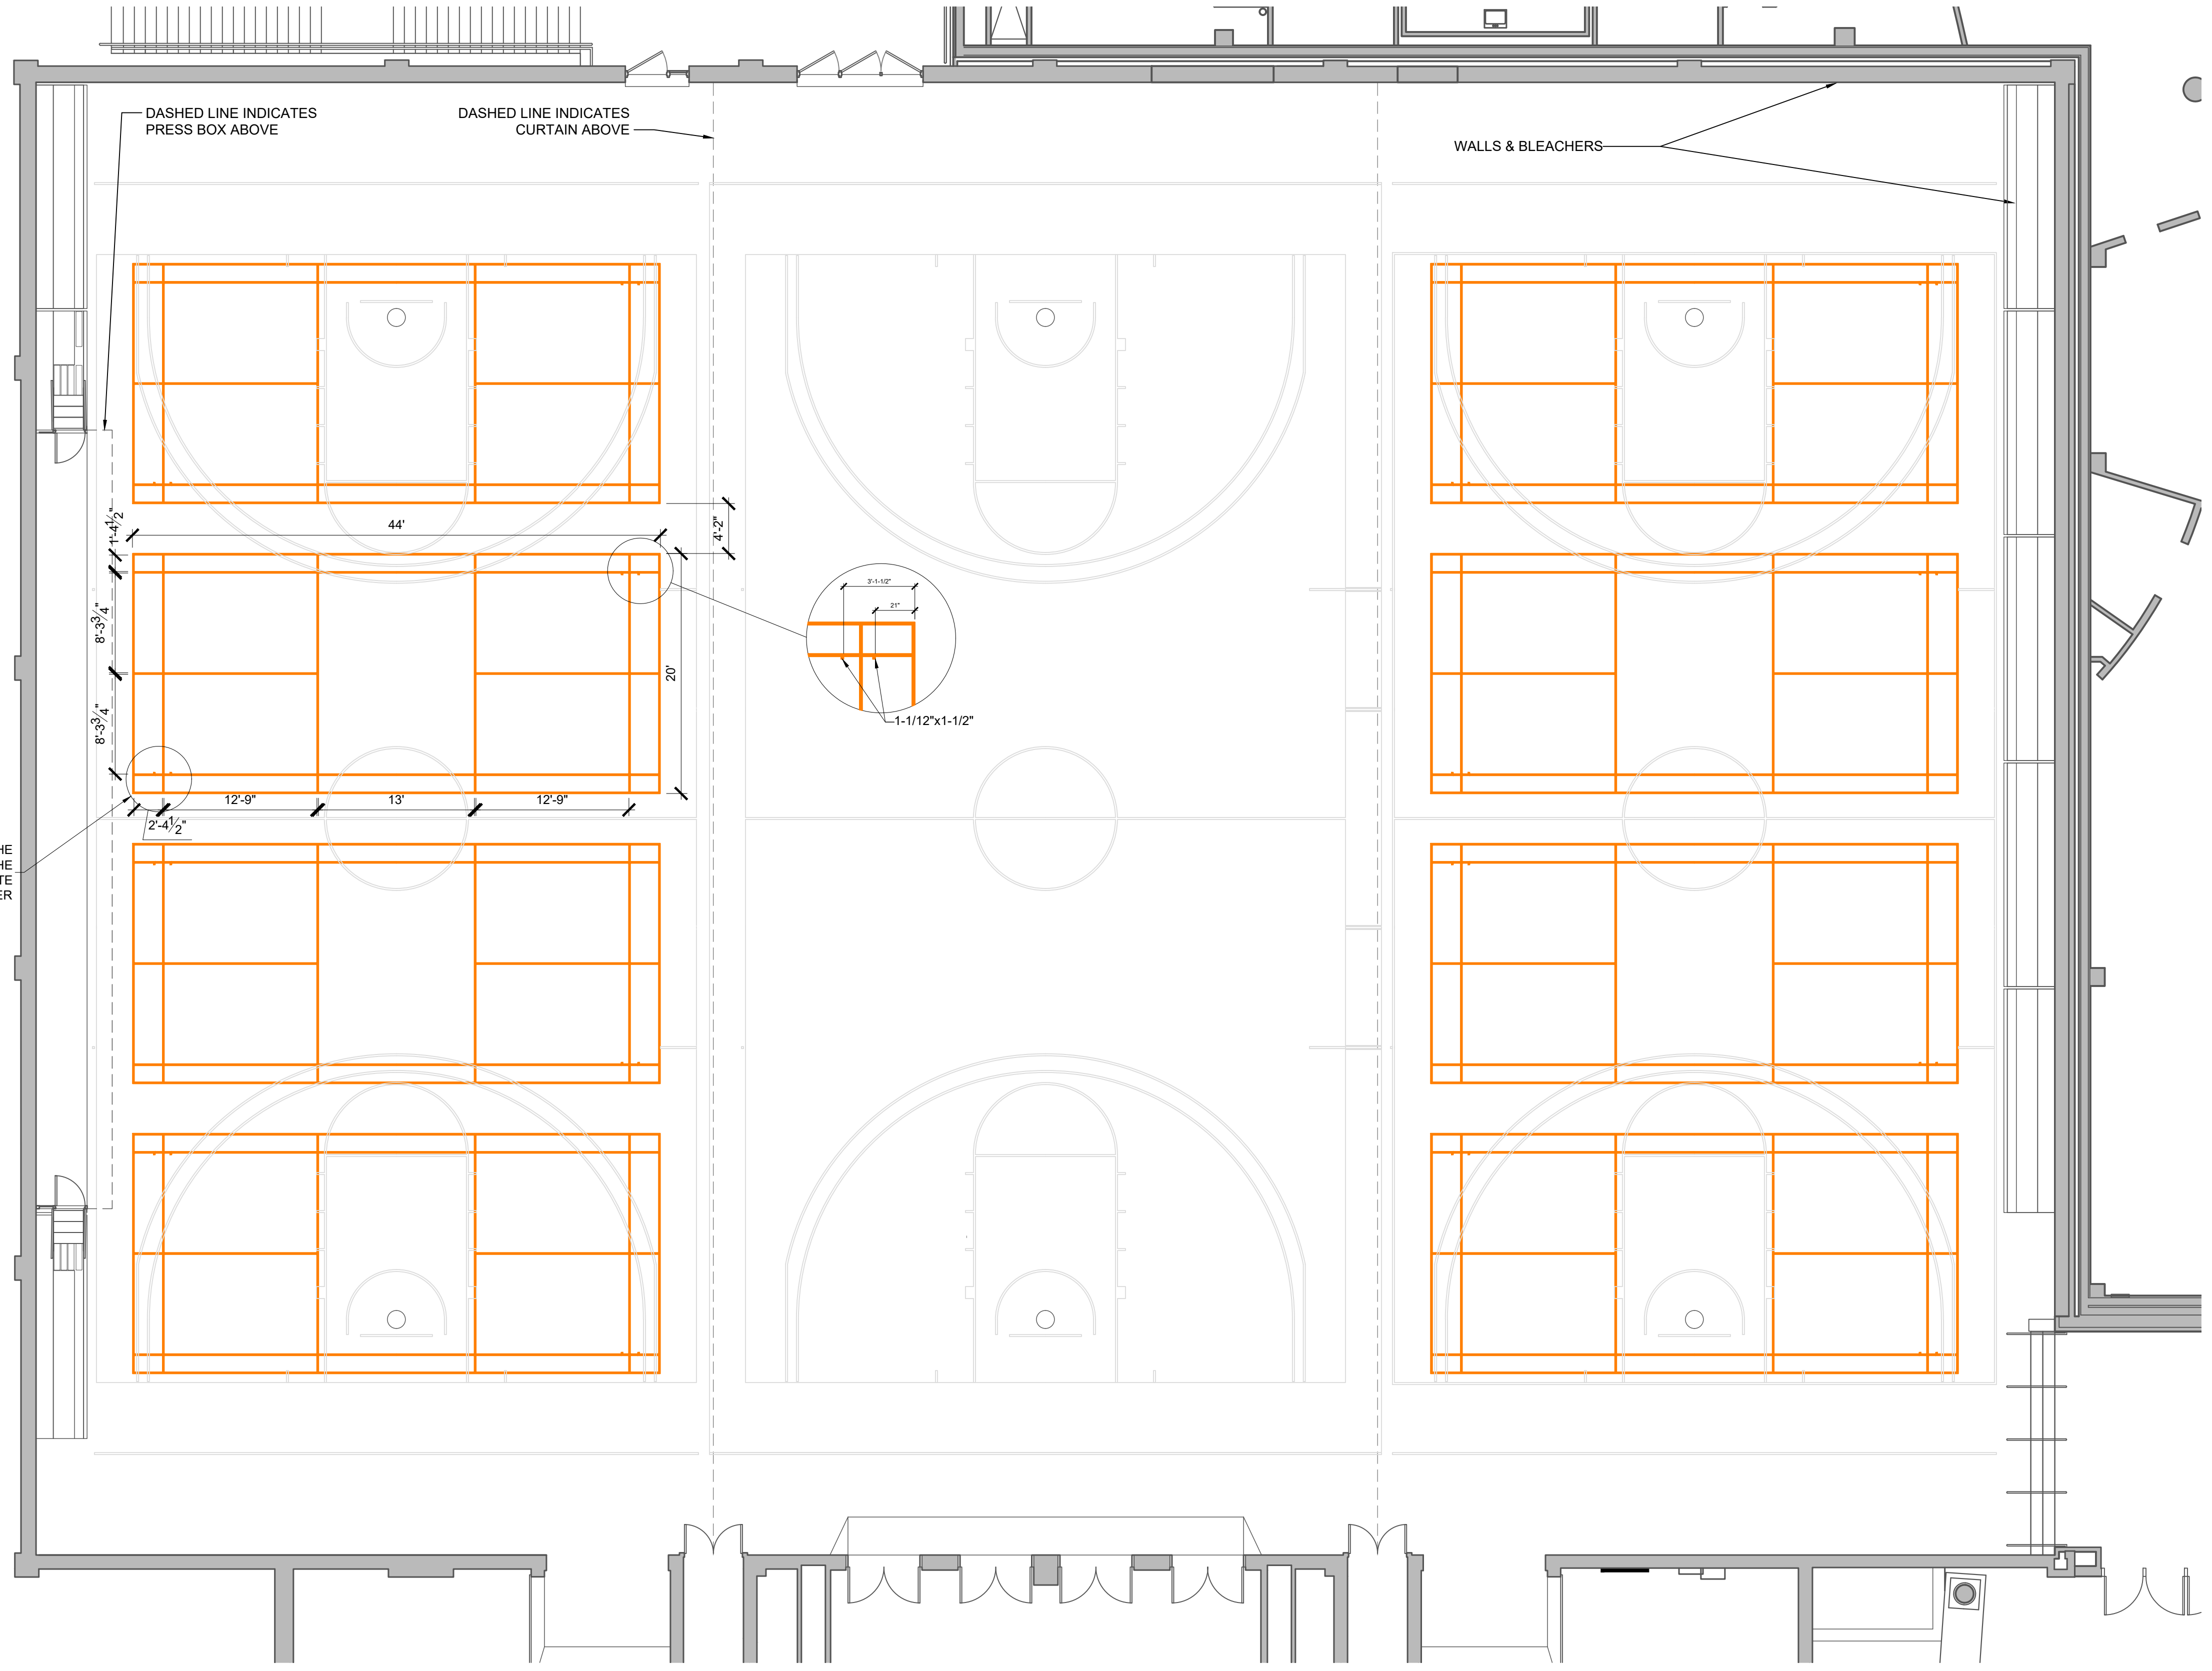 DASHED LINE INDICATES
PRESS BOX ABOVE
DASHED LINE INDICATES
CURTAIN ABOVE
WALLS & BLEACHERS
1'-4 1/2"
44'
4'-2"
8'-3 3/4"
3'-1-1/2"
21"
20'
8'-3 3/4"
1-1/12"x1-1/2"
12'-9"
13'
12'-9"
2'-4 1/2"
HE
HE
TE
ER